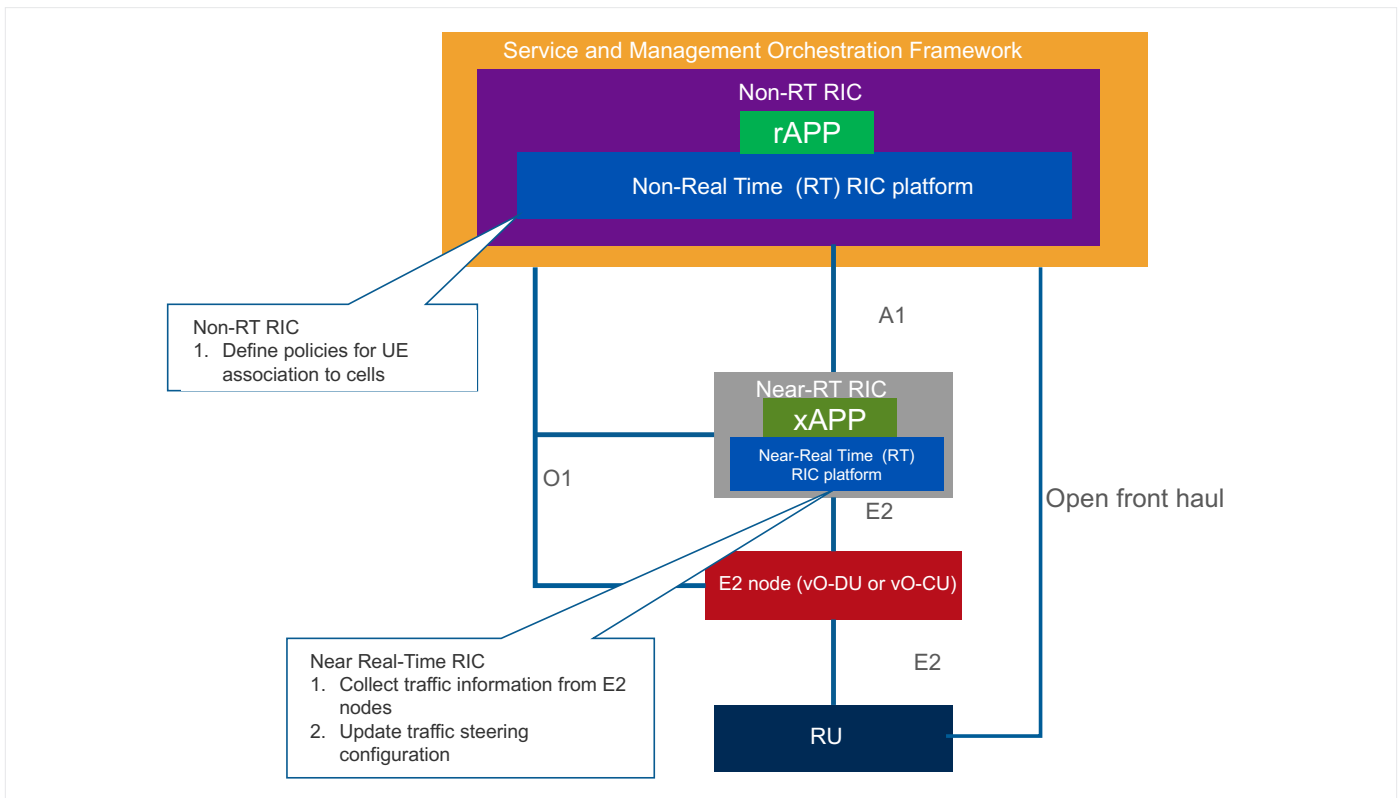 Service and Management Orchestration Framework
Non-RT RIC
rAPP
Non-Real Time (RT) RIC platform
Non-RT RIC
1. Define policies for UE
association to cells
A1
Near-RT RIC
xAPP
Near-Real Time (RT)
RIC platform
O1
E2
Open front haul
E2 node (vO-DU or vO-CU)
Near Real-Time RIC
1. Collect traffic information from E2
nodes
2. Update traffic steering
configuration
E2
RU